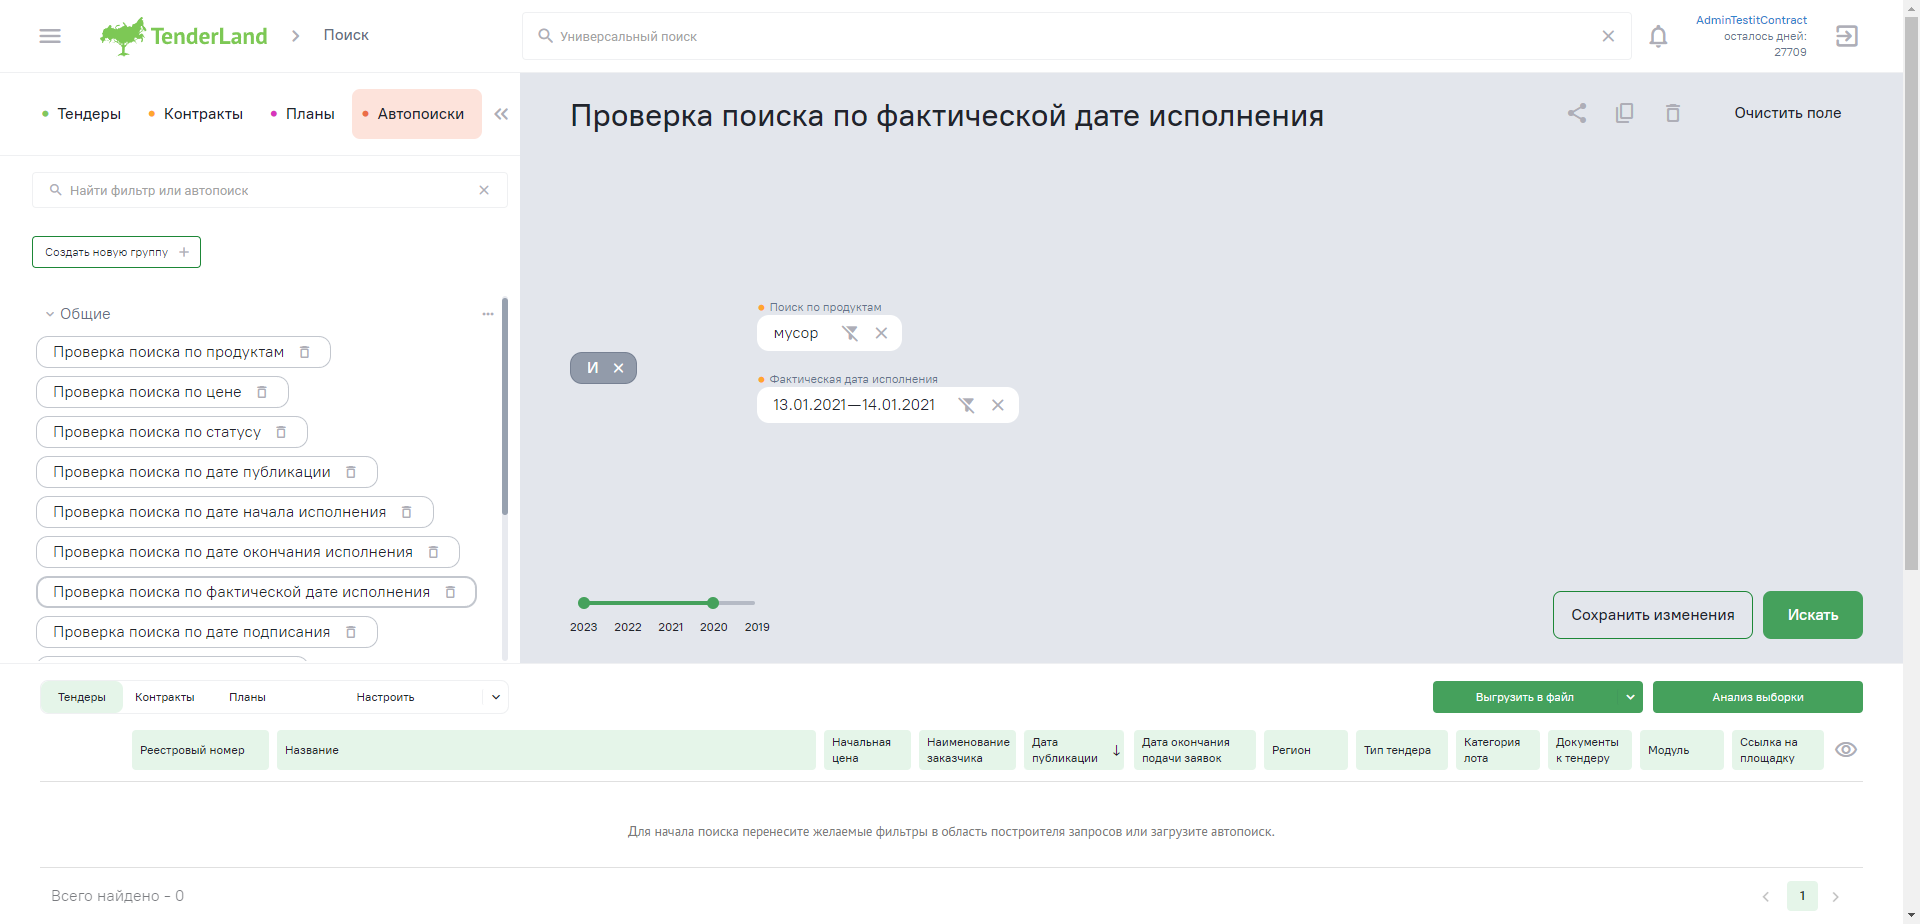 TenderLand
Поиск
Универсальный поиск
AdminTestitContract
осталось дней:
27709
Тендеры
Контракты
Планы
Автопоиски
Найти фильтр или автопоиск
Создать новую группу
Общие
Проверка поиска по продуктам
Проверка поиска по цене
Проверка поиска по статусу
Проверка поиска по дате публикации
Проверка поиска по дате начала исполнения
Проверка поиска по дате окончания исполнения
Проверка поиска по фактической дате исполнения
Проверка поиска по дате подписания
Проверка поиска по фактической дате исполнения
Очистить поле
Поиск по продуктам
мусор
И
Фактическая дата исполнения
13.01.2021—14.01.2021
2023 2022 2021 2020 2019
Сохранить изменения
Искать
Тендеры
Контракты
Планы
Настроить
Выгрузить в файл
Анализ выборки
Реестровый номер
Название
Начальная
цена
Наименование
заказчика
Дата
публикации
Дата окончания
подачи заявок
Регион
Тип тендера
Категория
лота
Документы
к тендеру
Модуль
Ссылка на
площадку
Для начала поиска перенесите желаемые фильтры в область построителя запросов или загрузите автопоиск.
Всего найдено - 0
1